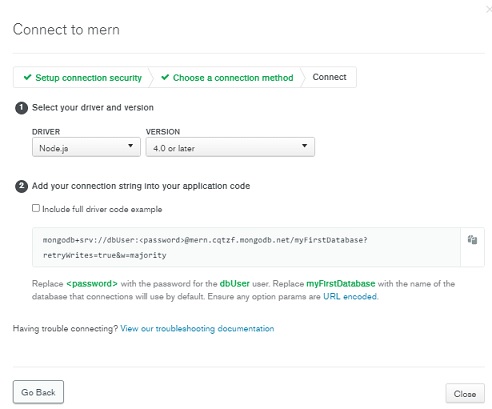 Connect to mern
✔ Setup connection security
✔ Choose a connection method
Connect
1 Select your driver and version
DRIVER
VERSION
Node.js
4.0 or later
2 Add your connection string into your application code
Include full driver code example
mongodb+srv://dbUser:<password>@mern.cqtzf.mongodb.net/myFirstDatabase?
retryWrites=true&w=majority
Replace <password> with the password for the dbUser user. Replace myFirstDatabase with the name of the
database that connections will use by default. Ensure any option params are URL encoded.
Having trouble connecting? View our troubleshooting documentation
Go Back
Close